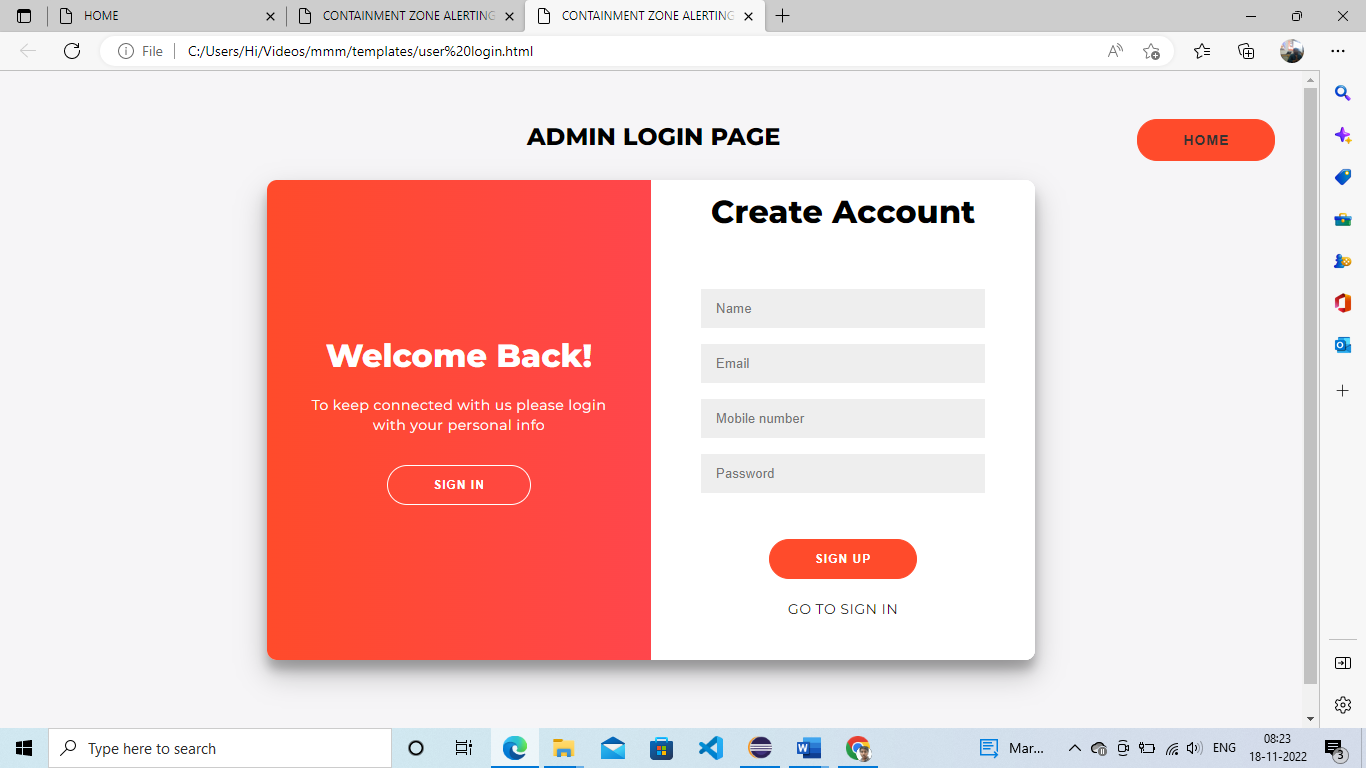 HOME
CONTAINMENT ZONE ALERTING
CONTAINMENT ZONE ALERTING
File
C:/Users/Hi/Videos/mmm/templates/user%20login.html
ADMIN LOGIN PAGE
HOME
Welcome Back!
To keep connected with us please login
with your personal info
SIGN IN
Create Account
Name
Email
Mobile number
Password
SIGN UP
GO TO SIGN IN
Type here to search
Mar...
ENG
08:23
18-11-2022
3